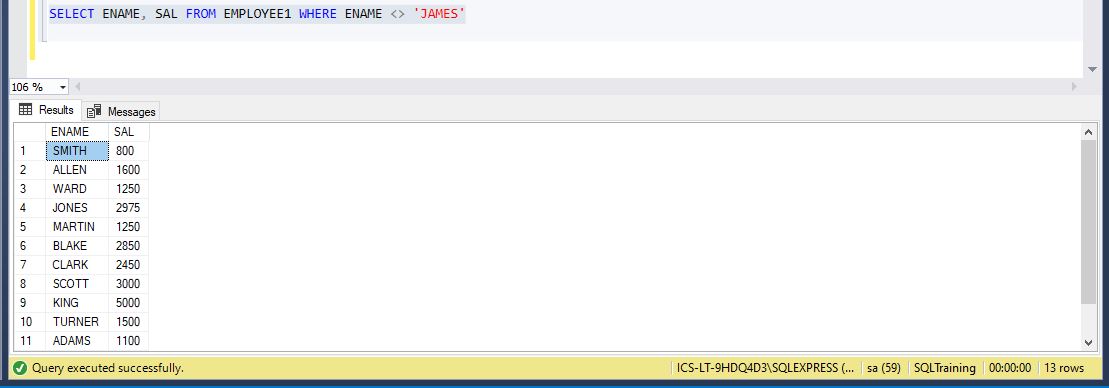 SELECT ENAME, SAL FROM EMPLOYEE1 WHERE ENAME <> 'JAMES'
106 %
Results Messages
ENAME SAL
1 SMITH 800
2 ALLEN 1600
3 WARD 1250
4 JONES 2975
5 MARTIN 1250
6 BLAKE 2850
7 CLARK 2450
8 SCOTT 3000
9 KING 5000
10 TURNER 1500
11 ADAMS 1100
Query executed successfully. ICS-LT-9HDQ4D3\SQLEXPRESS (... sa (59) SQLTraining 00:00:00 13 rows